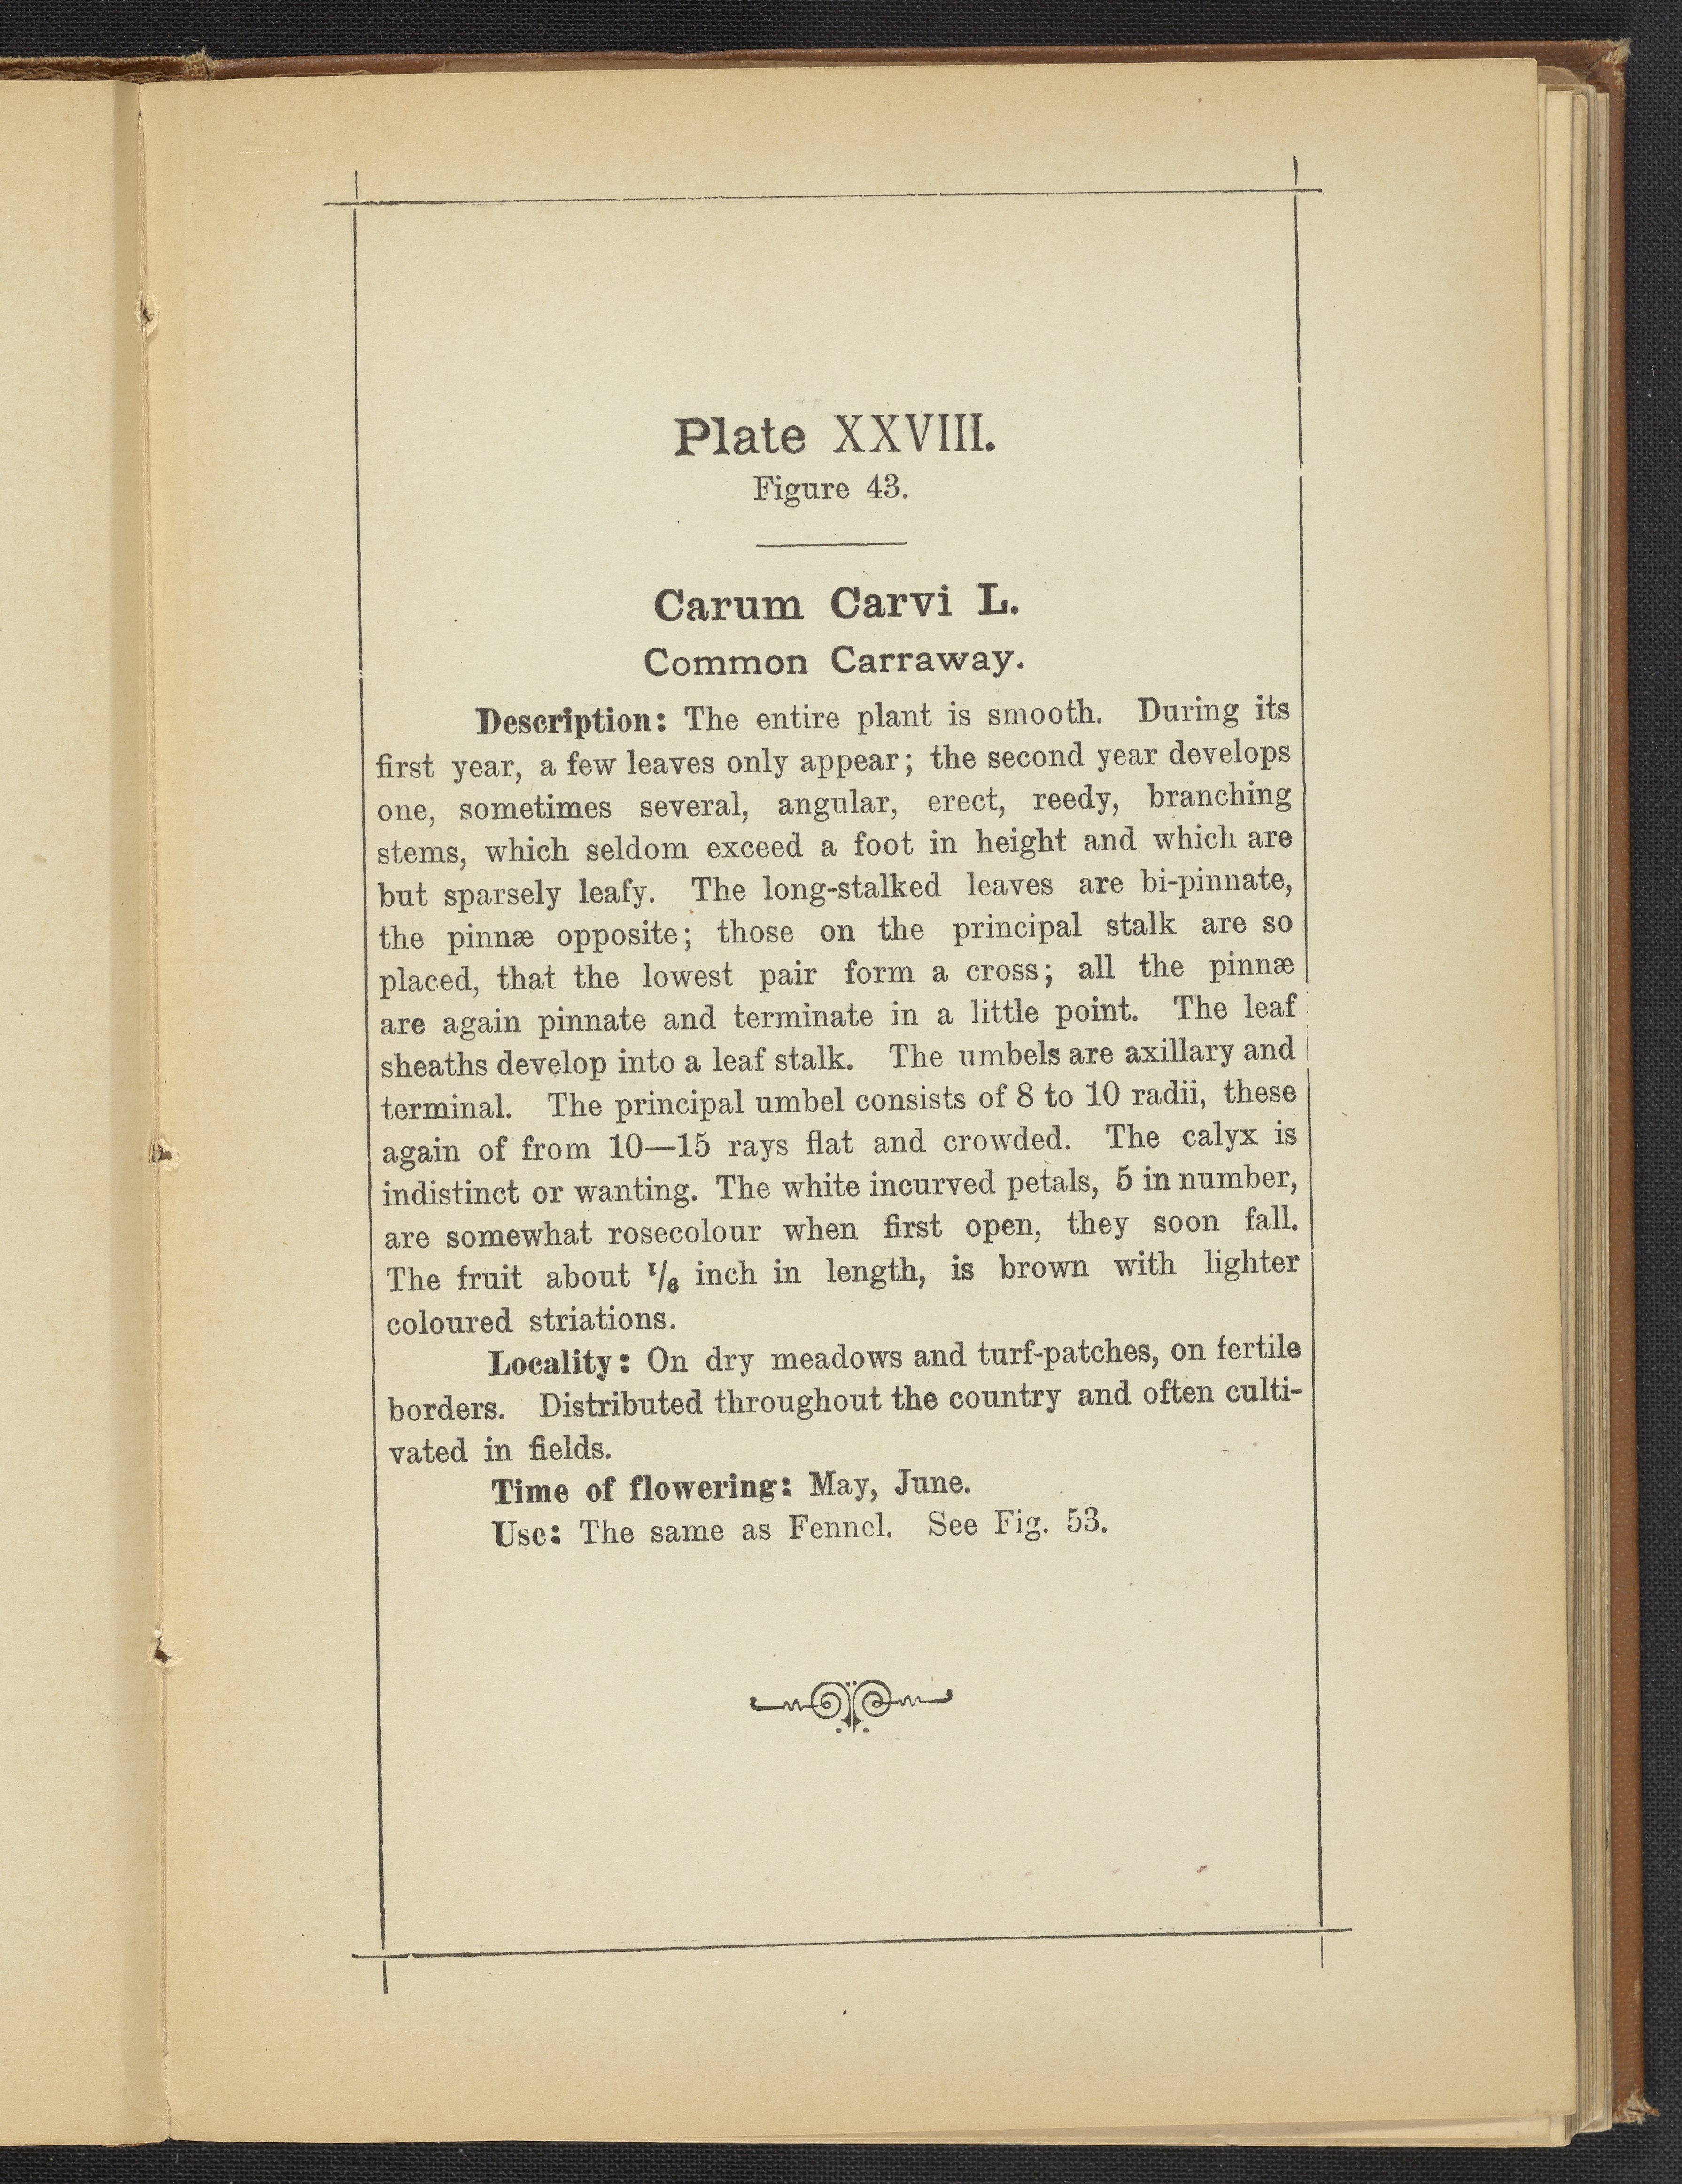 Plate XXVIII.
Figure 43.
Carum Carvi L.
Common Carraway.
Description: The entire plant is smooth. During its
first year, a few leaves only appear; the second year develops
one, sometimes several, angular, erect, reedy, branching
stems, which seldom exceed a foot in height and which are
but sparsely leafy. The long-stalked leaves are bi-pinnate,
the pinnæ opposite; those on the principal stalk are so
placed, that the lowest pair form a cross; all the pinnæ
are again pinnate and terminate in a little point. The leaf
sheaths develop into a leaf stalk. The umbels are axillary and
terminal. The principal umbel consists of 8 to 10 radii, these
again of from 10—15 rays flat and crowded. The calyx is
indistinct or wanting. The white incurved petals, 5 in number,
are somewhat rosecolour when first open, they soon fall.
The fruit about 1/6 inch in length, is brown with lighter
coloured striations.
Locality: On dry meadows and turf-patches, on fertile
borders. Distributed throughout the country and often culti-
vated in fields.
Time of flowering: May, June.
Use: The same as Fennel. See Fig. 53.